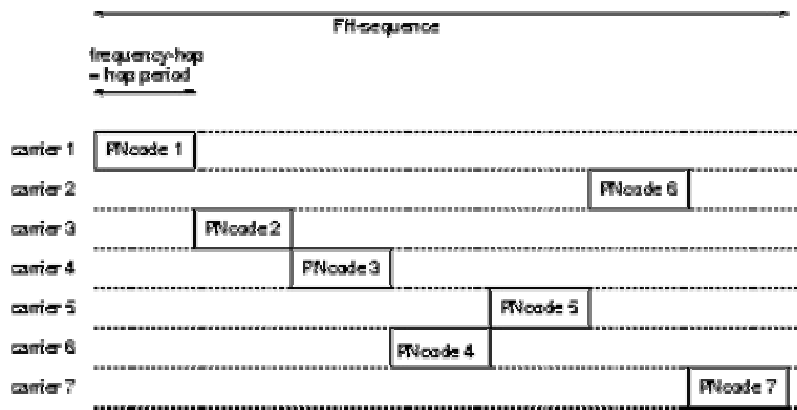 FH-sequence
frequency-hop
= hop period
carrier 1 PNcode 1
carrier 2 PNcode 6
carrier 3 PNcode 2
carrier 4 PNcode 3
carrier 5 PNcode 5
carrier 6 PNcode 4
carrier 7 PNcode 7